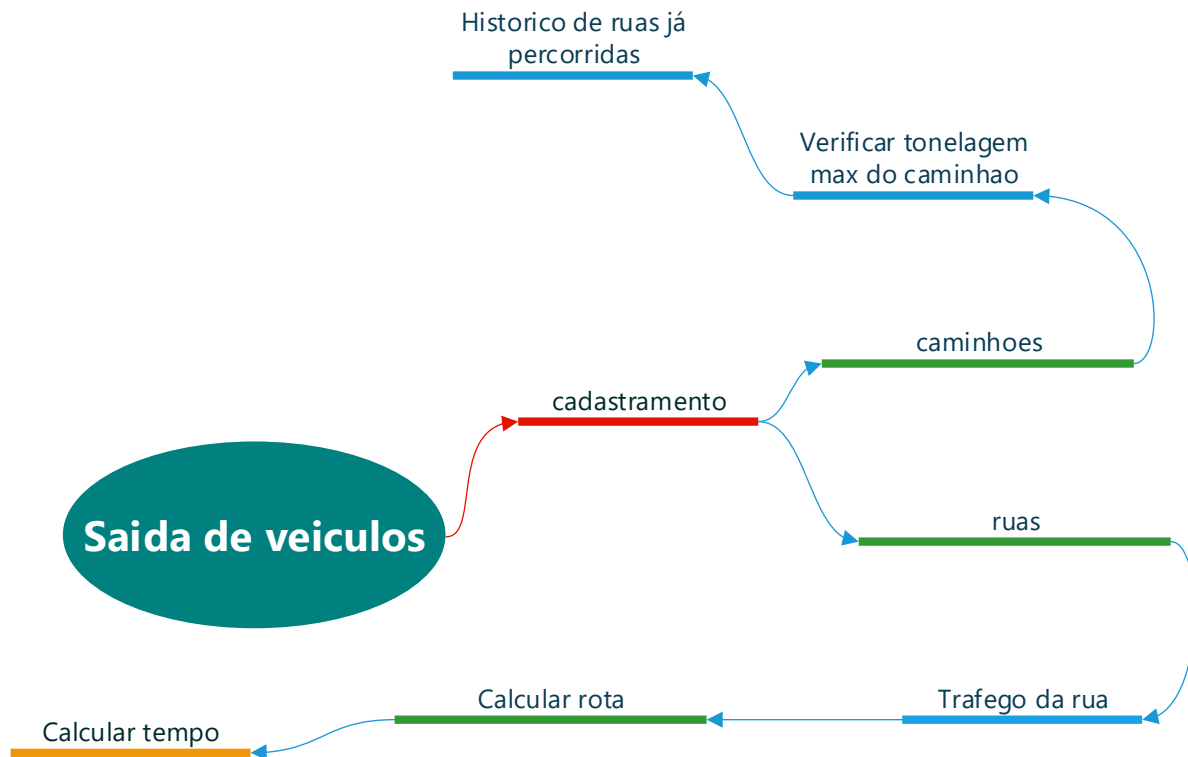 Historico de ruas já
percorridas
Verificar tonelagem
max do caminhao
caminhoes
cadastramento
Saida de veiculos
ruas
Calcular rota
Trafego da rua
Calcular tempo